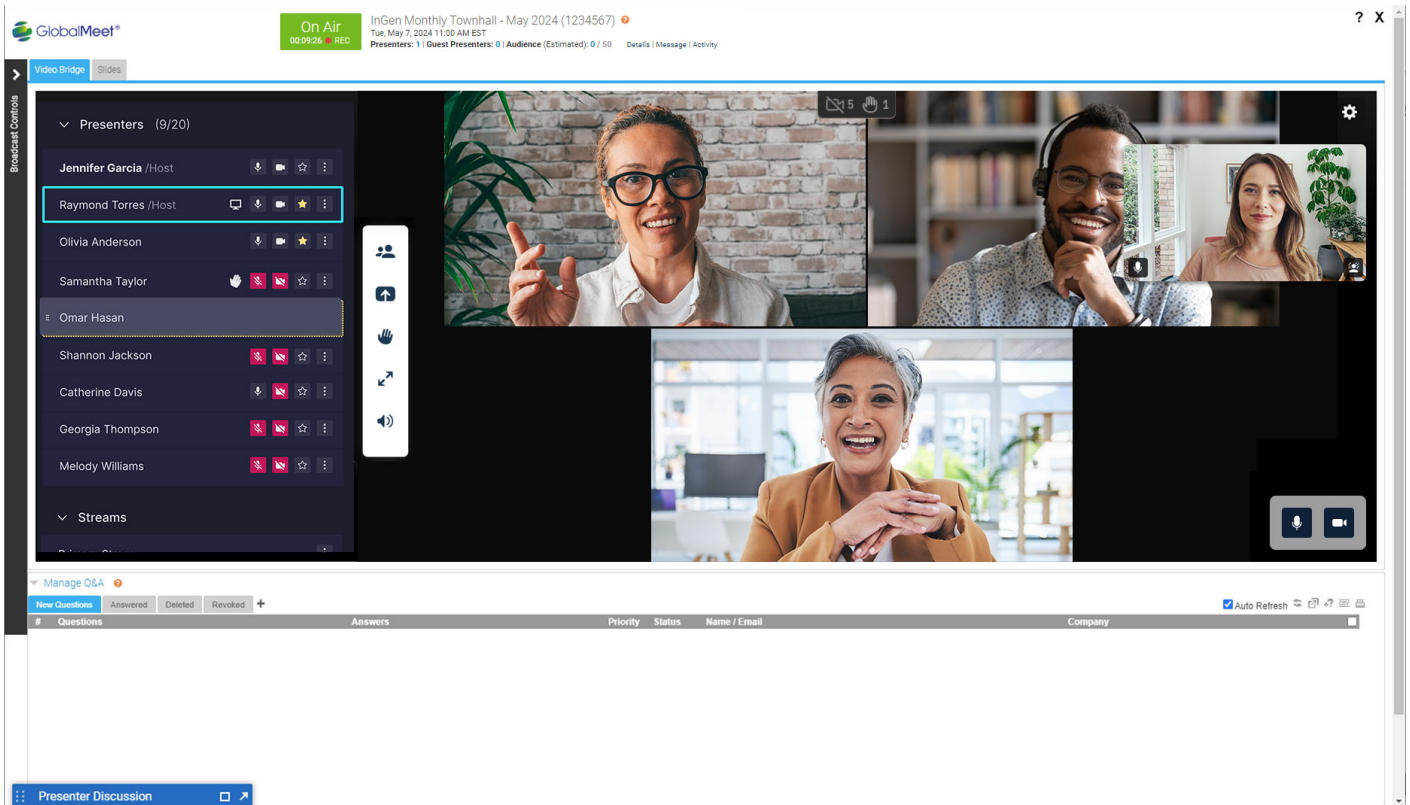 GlobalMeet®
On Air
00:09:26 REC
InGen Monthly Townhall - May 2024 (1234567)
Tue, May 7, 2024 11:00 AM EST
Presenters: 1 | Guest Presenters: 0 | Audience (Estimated): 0 / 50 Details | Message | Activity
? X
Broadcast Controls
Video Bridge Slides
5 1
Presenters (9/20)
Jennifer Garcia /Host
Raymond Torres /Host
Olivia Anderson
Samantha Taylor
Omar Hasan
Shannon Jackson
Catherine Davis
Georgia Thompson
Melody Williams
Streams
Manage Q&A
New Questions Answered Deleted Revoked +
Auto Refresh
# Questions Answers Priority Status Name / Email Company
Presenter Discussion